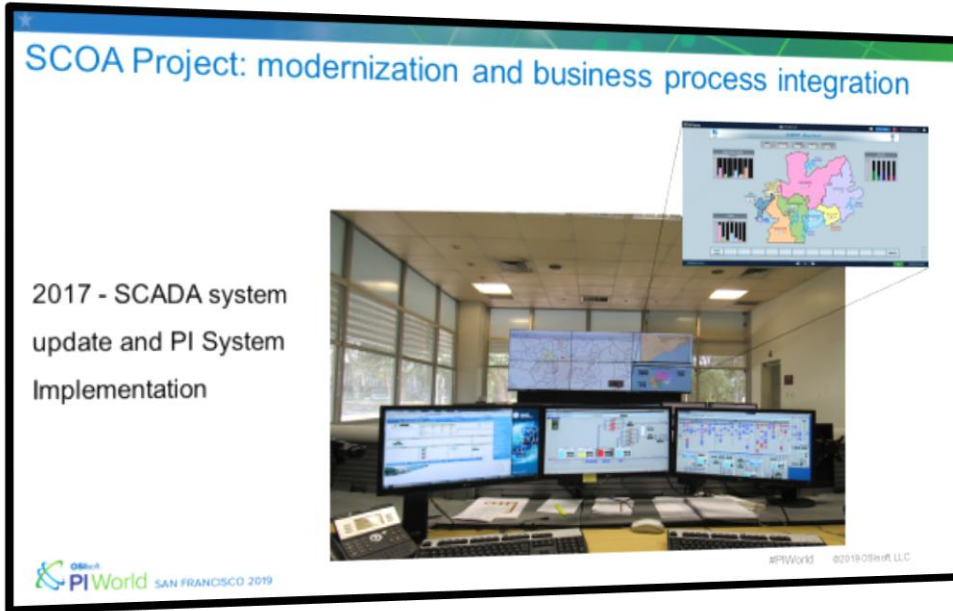 SCOA Project: modernization and business process integration
2017 - SCADA system
update and PI System
Implementation
OSIsoft
PI World SAN FRANCISCO 2019
#PIWorld ©2019 OSIsoft, LLC